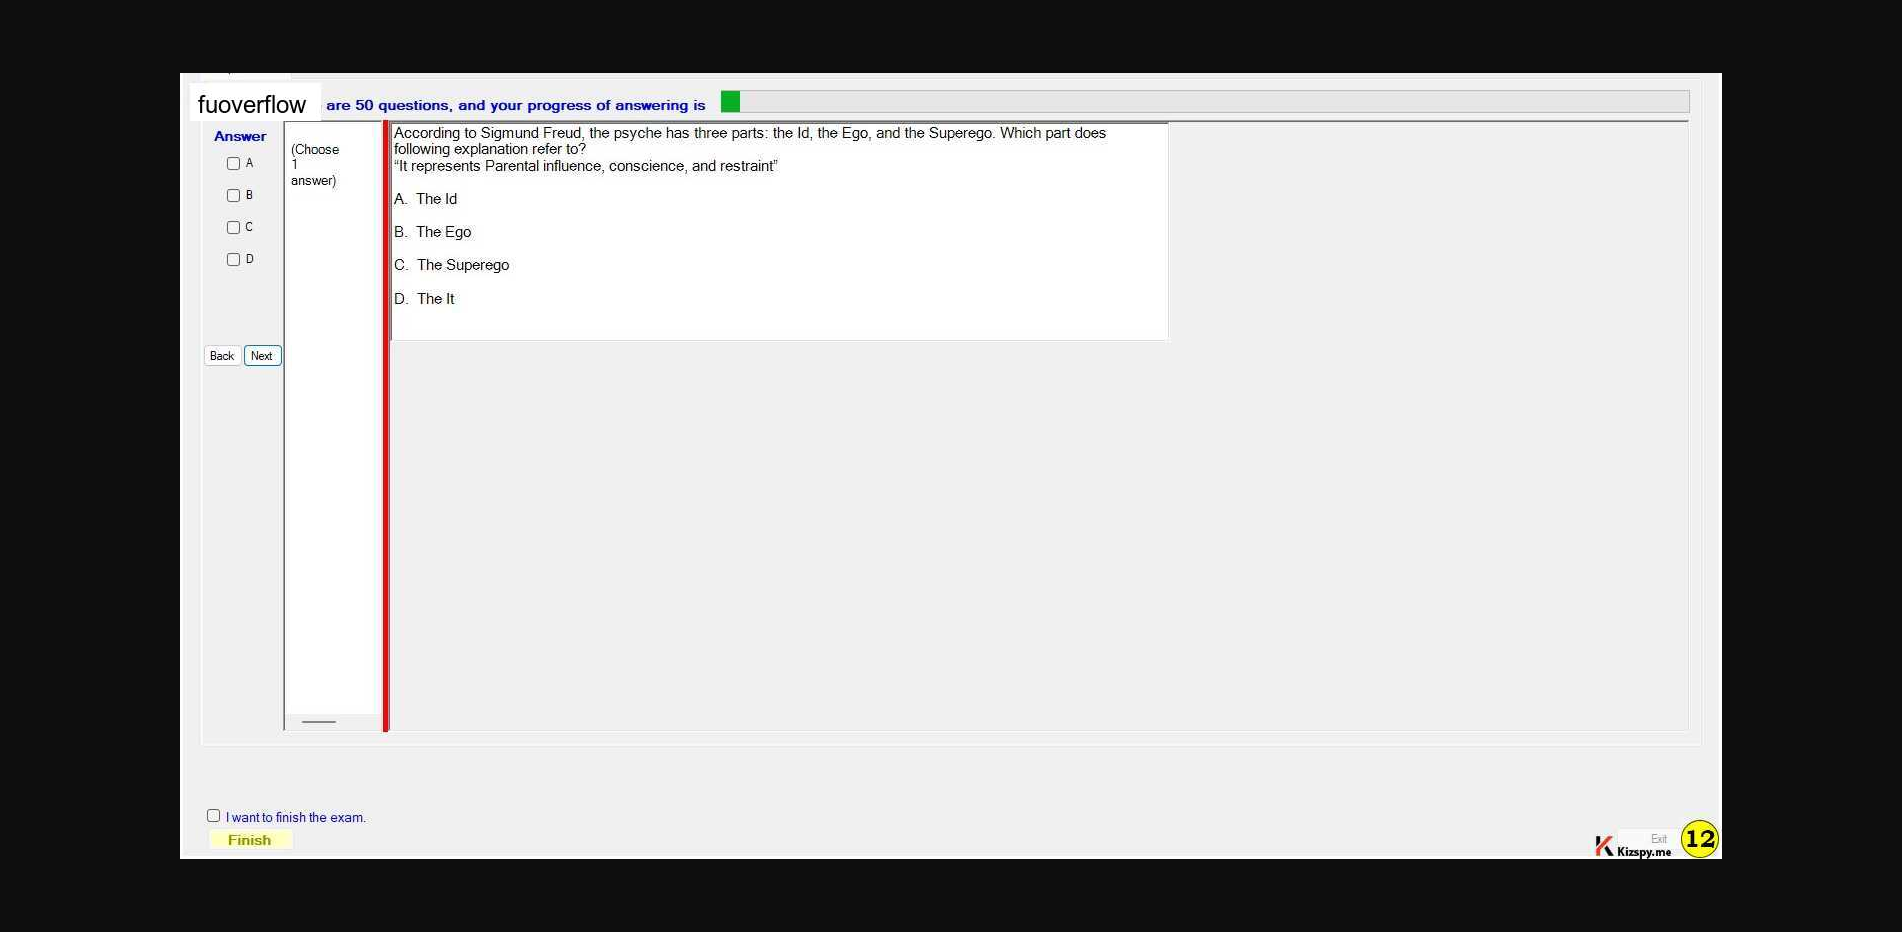 fuoverflow are 50 questions, and your progress of answering is
Answer
A
B
C
D
Back Next
(Choose
1
answer)
According to Sigmund Freud, the psyche has three parts: the Id, the Ego, and the Superego. Which part does
following explanation refer to?
“It represents Parental influence, conscience, and restraint”
A. The Id
B. The Ego
C. The Superego
D. The It
I want to finish the exam.
Finish
Exit
Kizspy.me
12